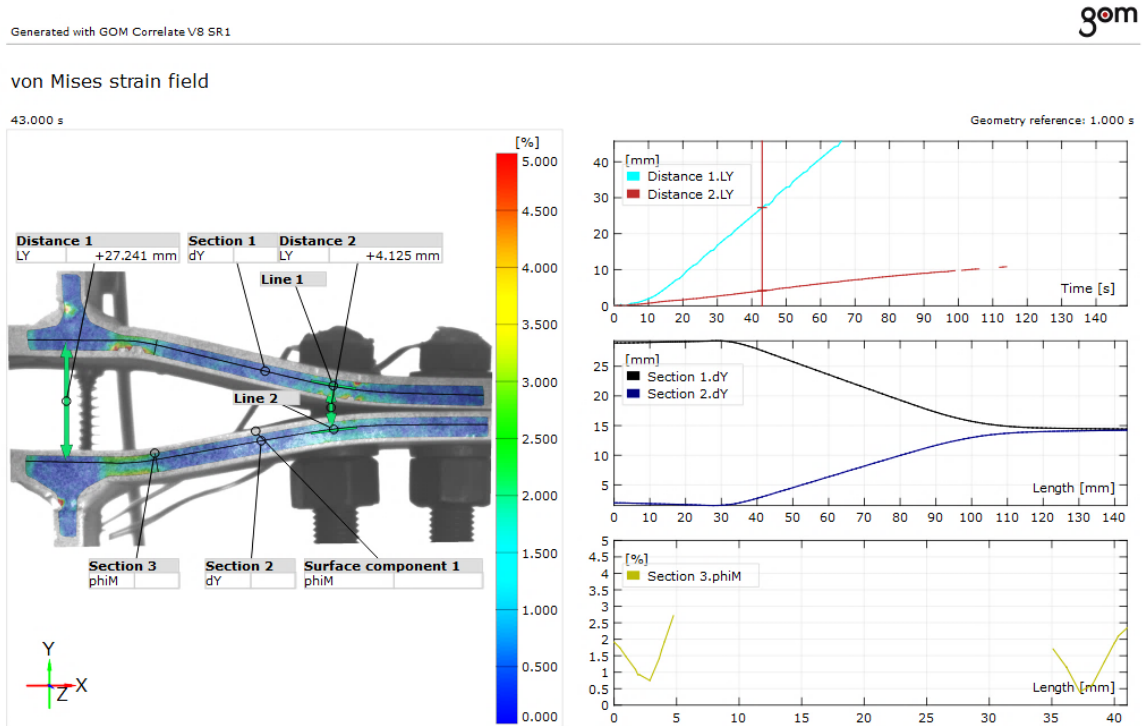 gom
Generated with GOM Correlate V8 SR1
von Mises strain field
43.000 s
Geometry reference: 1.000 s
[%]
5.000
4.500
4.000
3.500
3.000
2.500
2.000
1.500
1.000
0.500
0.000
Distance 1
LY +27.241 mm
Section 1
dY
Distance 2
LY +4.125 mm
Line 1
Line 2
Section 3
phiM
Section 2
dY
Surface component 1
phiM
Y
Z X
[mm]
Distance 1.LY
Distance 2.LY
40
30
20
10
0
Time [s]
0 10 20 30 40 50 60 70 80 90 100 110 120 130 140
[mm]
Section 1.dY
Section 2.dY
25
20
15
10
5
Length [mm]
0 10 20 30 40 50 60 70 80 90 100 110 120 130 140
[%]
Section 3.phiM
5
4.5
4
3.5
3
2.5
2
1.5
1
0.5
0
Length [mm]
0 5 10 15 20 25 30 35 40